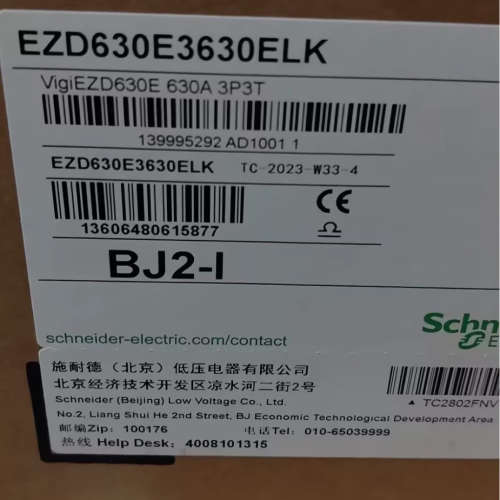 EZD630E3630ELK
VigiEZD630E 630A 3P3T
139995292 AD1001 1
EZD630E3630ELK TC-2023-W33-4
CE
13606480615877
BJ2-I
schneider-electric.com/contact
施耐德（北京）低压电器有限公司
北京经济技术开发区凉水河二街2号
Schneider (Beijing) Low Voltage Co., Ltd.
▲ TC2802FNV
No.2, Liang Shui He 2nd Street, BJ Economic Technological Development Area
邮编Zip: 100176 电话Tel: 010-65039999
热线 Help Desk: 4008101315